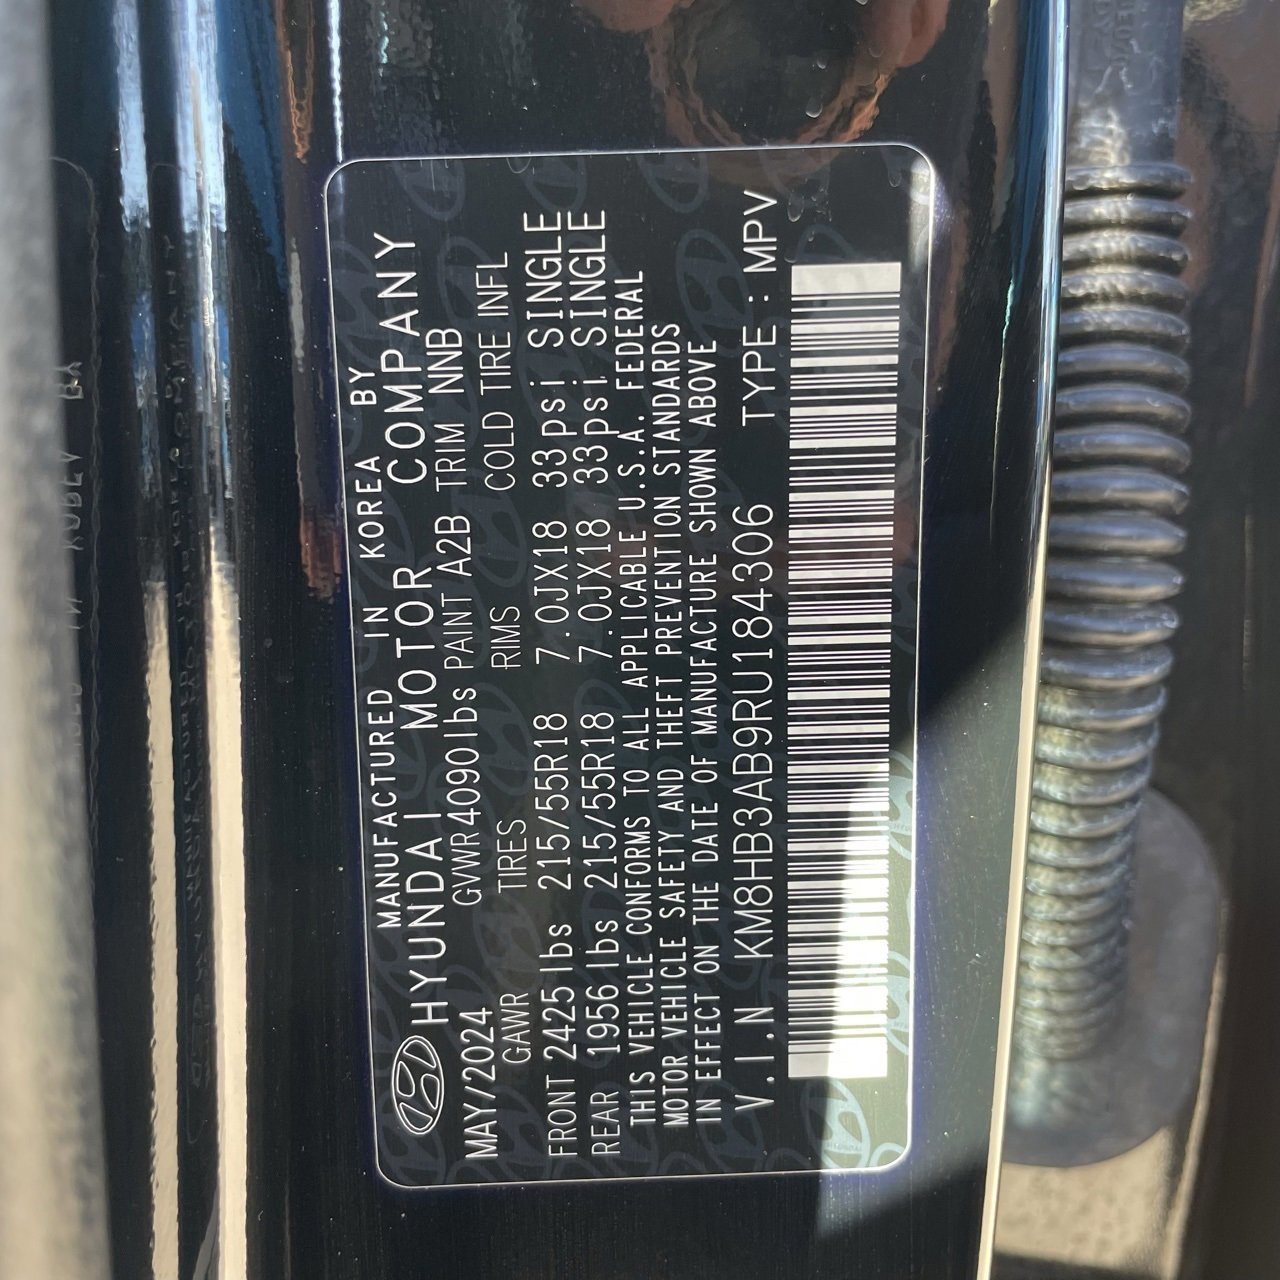 MANUFACTURED IN KOREA BY
HYUNDAI MOTOR COMPANY
MAY/2024 GVWR4090lbs PAINT A2B TRIM NNB
GAWR TIRES RIMS COLD TIRE INFL
FRONT 2425lbs 215/55R18 7.0JX18 33psi SINGLE
REAR 1956lbs 215/55R18 7.0JX18 33psi SINGLE
THIS VEHICLE CONFORMS TO ALL APPLICABLE U.S.A. FEDERAL
MOTOR VEHICLE SAFETY AND THEFT PREVENTION STANDARDS
IN EFFECT ON THE DATE OF MANUFACTURE SHOWN ABOVE
V.I.N KM8HB3AB9RU184306 TYPE : MPV